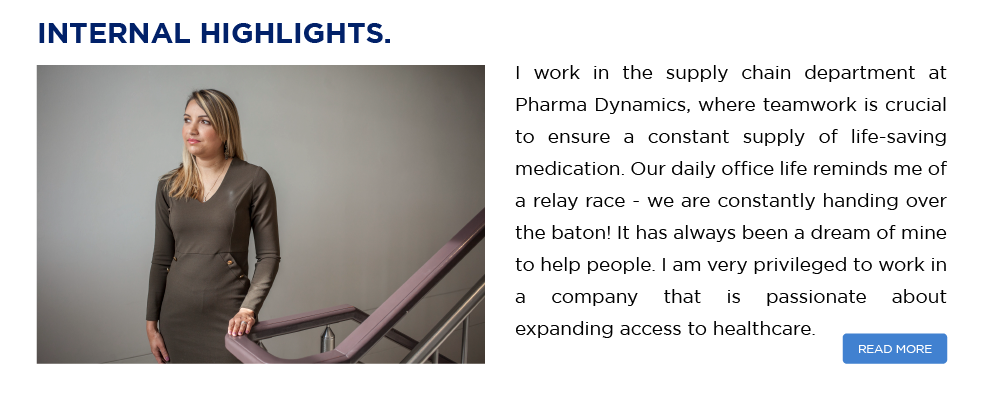 INTERNAL HIGHLIGHTS.
I work in the supply chain department at
Pharma Dynamics, where teamwork is crucial
to ensure a constant supply of life-saving
medication. Our daily office life reminds me of
a relay race - we are constantly handing over
the baton! It has always been a dream of mine
to help people. I am very privileged to work in
a company that is passionate about
expanding access to healthcare.
READ MORE